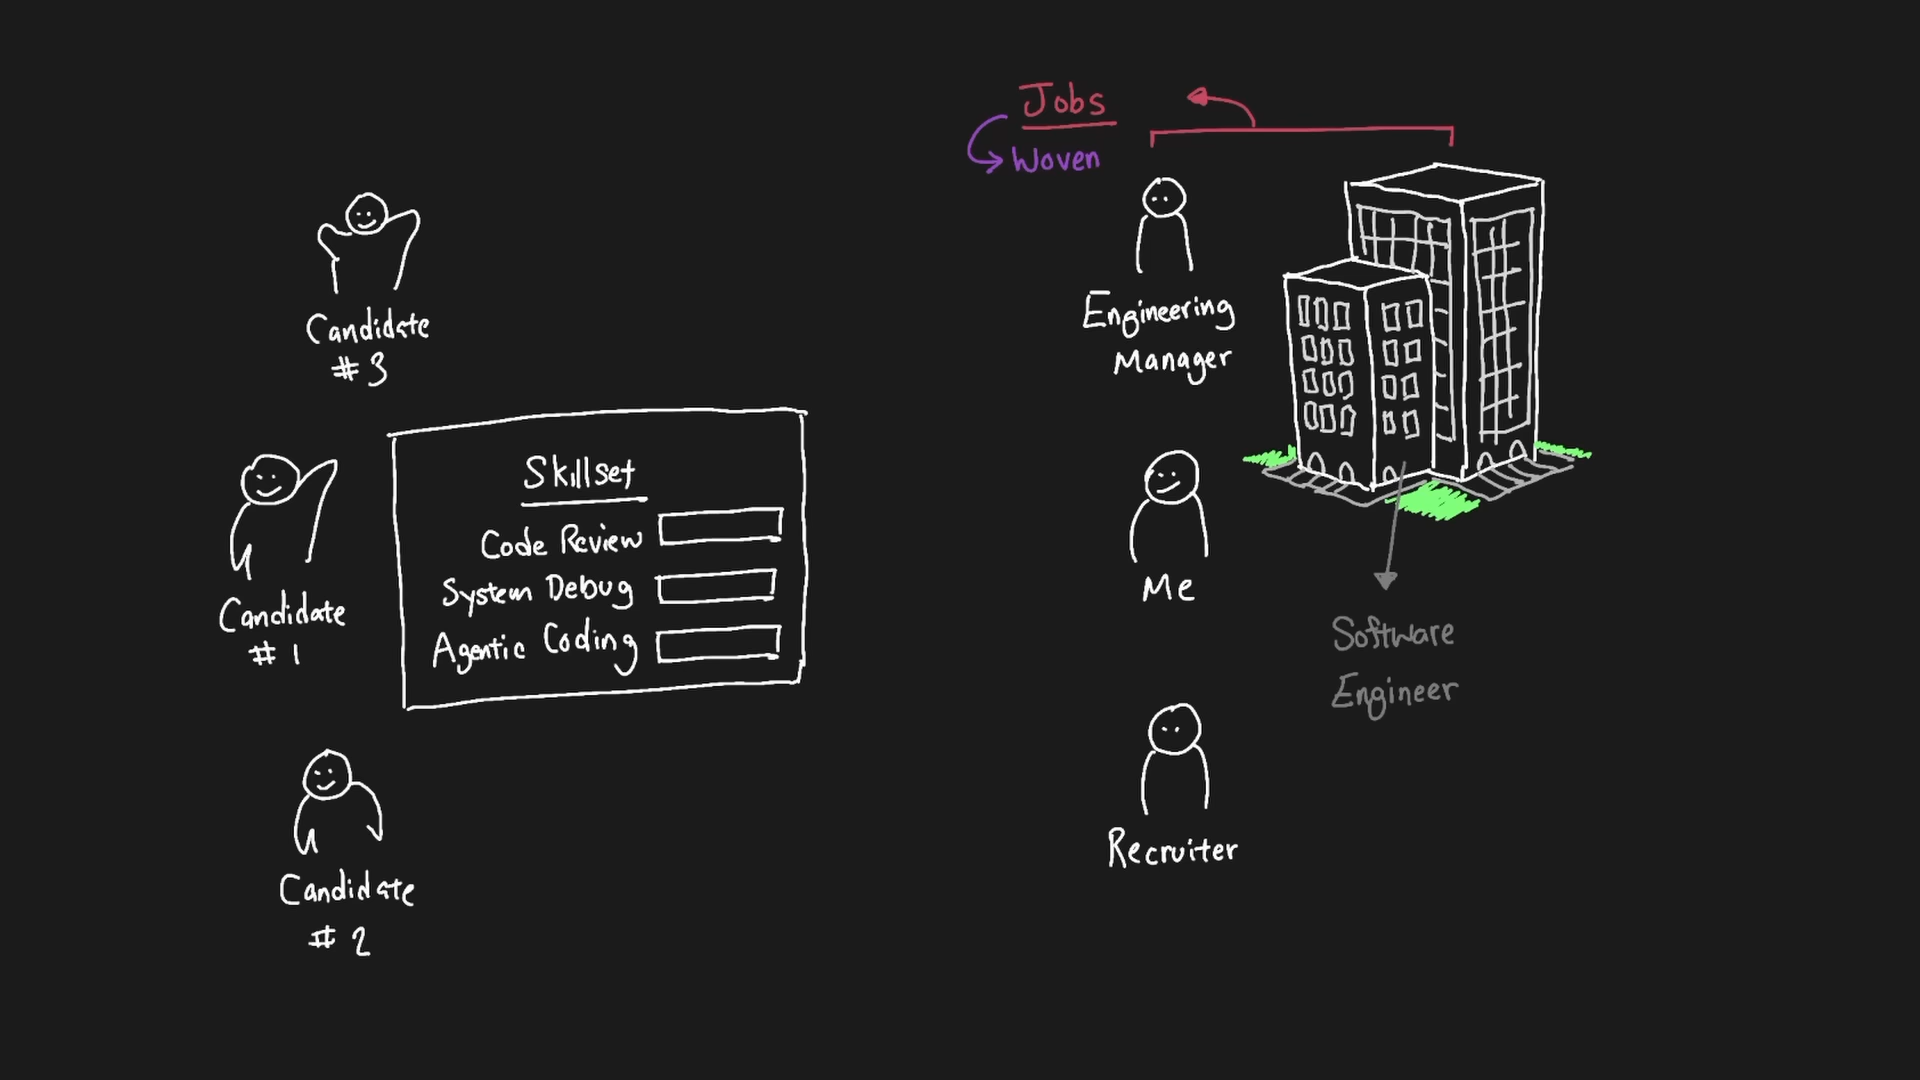 Jobs
Woven
Engineering
Manager
Candidate
# 3
Skillset
Code Review
System Debug
Agentic Coding
Candidate
# 1
Me
Software
Engineer
Recruiter
Candidate
# 2